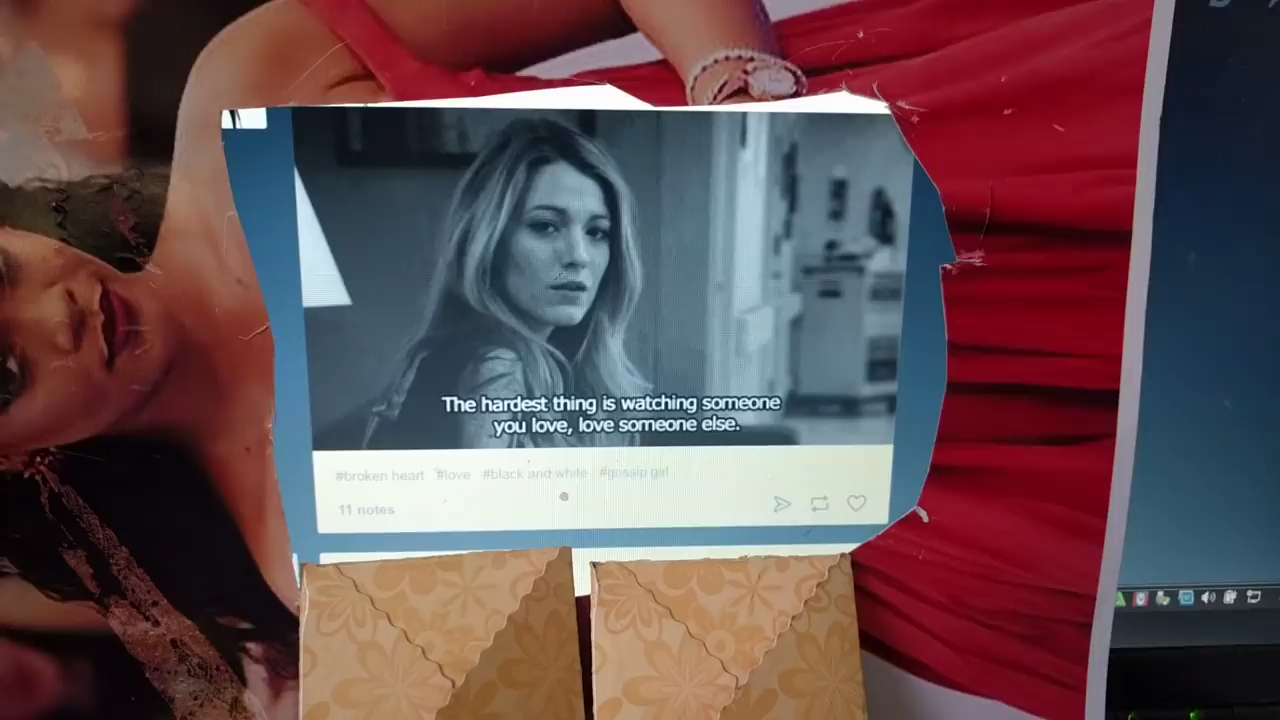 The hardest thing is watching someone
you love, love someone else.
#broken heart #love #black and white #gossip girl
11 notes